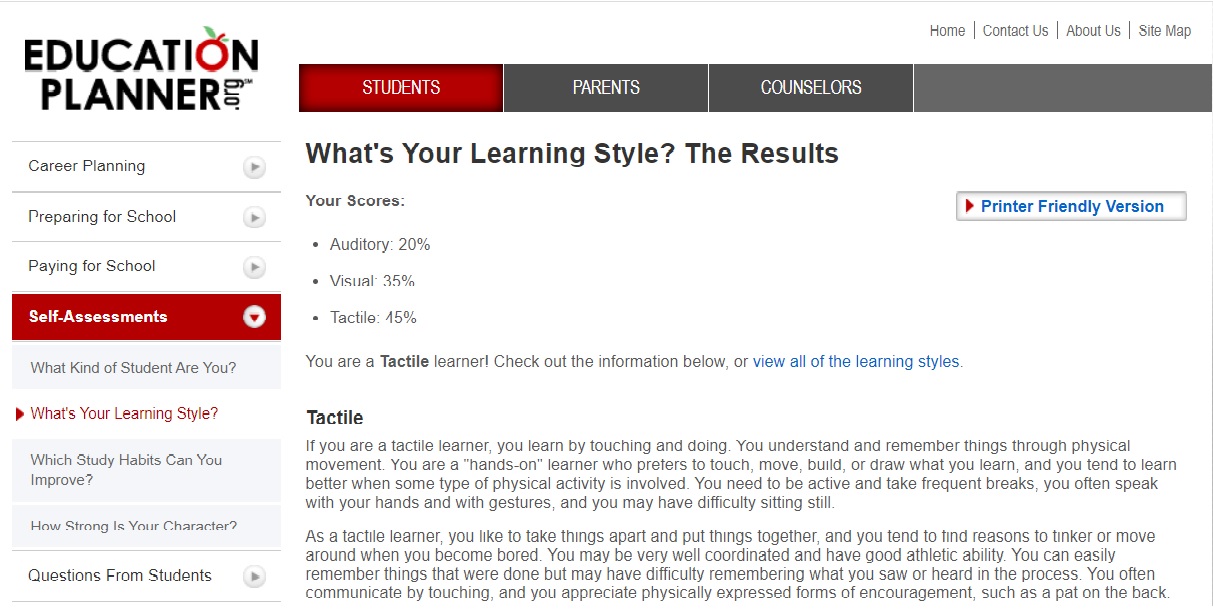 Home | Contact Us | About Us | Site Map
EDUCATION
PLANNER.org℠
STUDENTS PARENTS COUNSELORS
Career Planning
Preparing for School
Paying for School
Self-Assessments
What Kind of Student Are You?
What's Your Learning Style?
Which Study Habits Can You
Improve?
How Strong Is Your Character?
Questions From Students
What's Your Learning Style? The Results
Your Scores:
Printer Friendly Version
• Auditory: 20%
• Visual: 35%
• Tactile: 45%
You are a Tactile learner! Check out the information below, or view all of the learning styles.
Tactile
If you are a tactile learner, you learn by touching and doing. You understand and remember things through physical
movement. You are a "hands-on" learner who prefers to touch, move, build, or draw what you learn, and you tend to learn
better when some type of physical activity is involved. You need to be active and take frequent breaks, you often speak
with your hands and with gestures, and you may have difficulty sitting still.
As a tactile learner, you like to take things apart and put things together, and you tend to find reasons to tinker or move
around when you become bored. You may be very well coordinated and have good athletic ability. You can easily
remember things that were done but may have difficulty remembering what you saw or heard in the process. You often
communicate by touching, and you appreciate physically expressed forms of encouragement, such as a pat on the back.